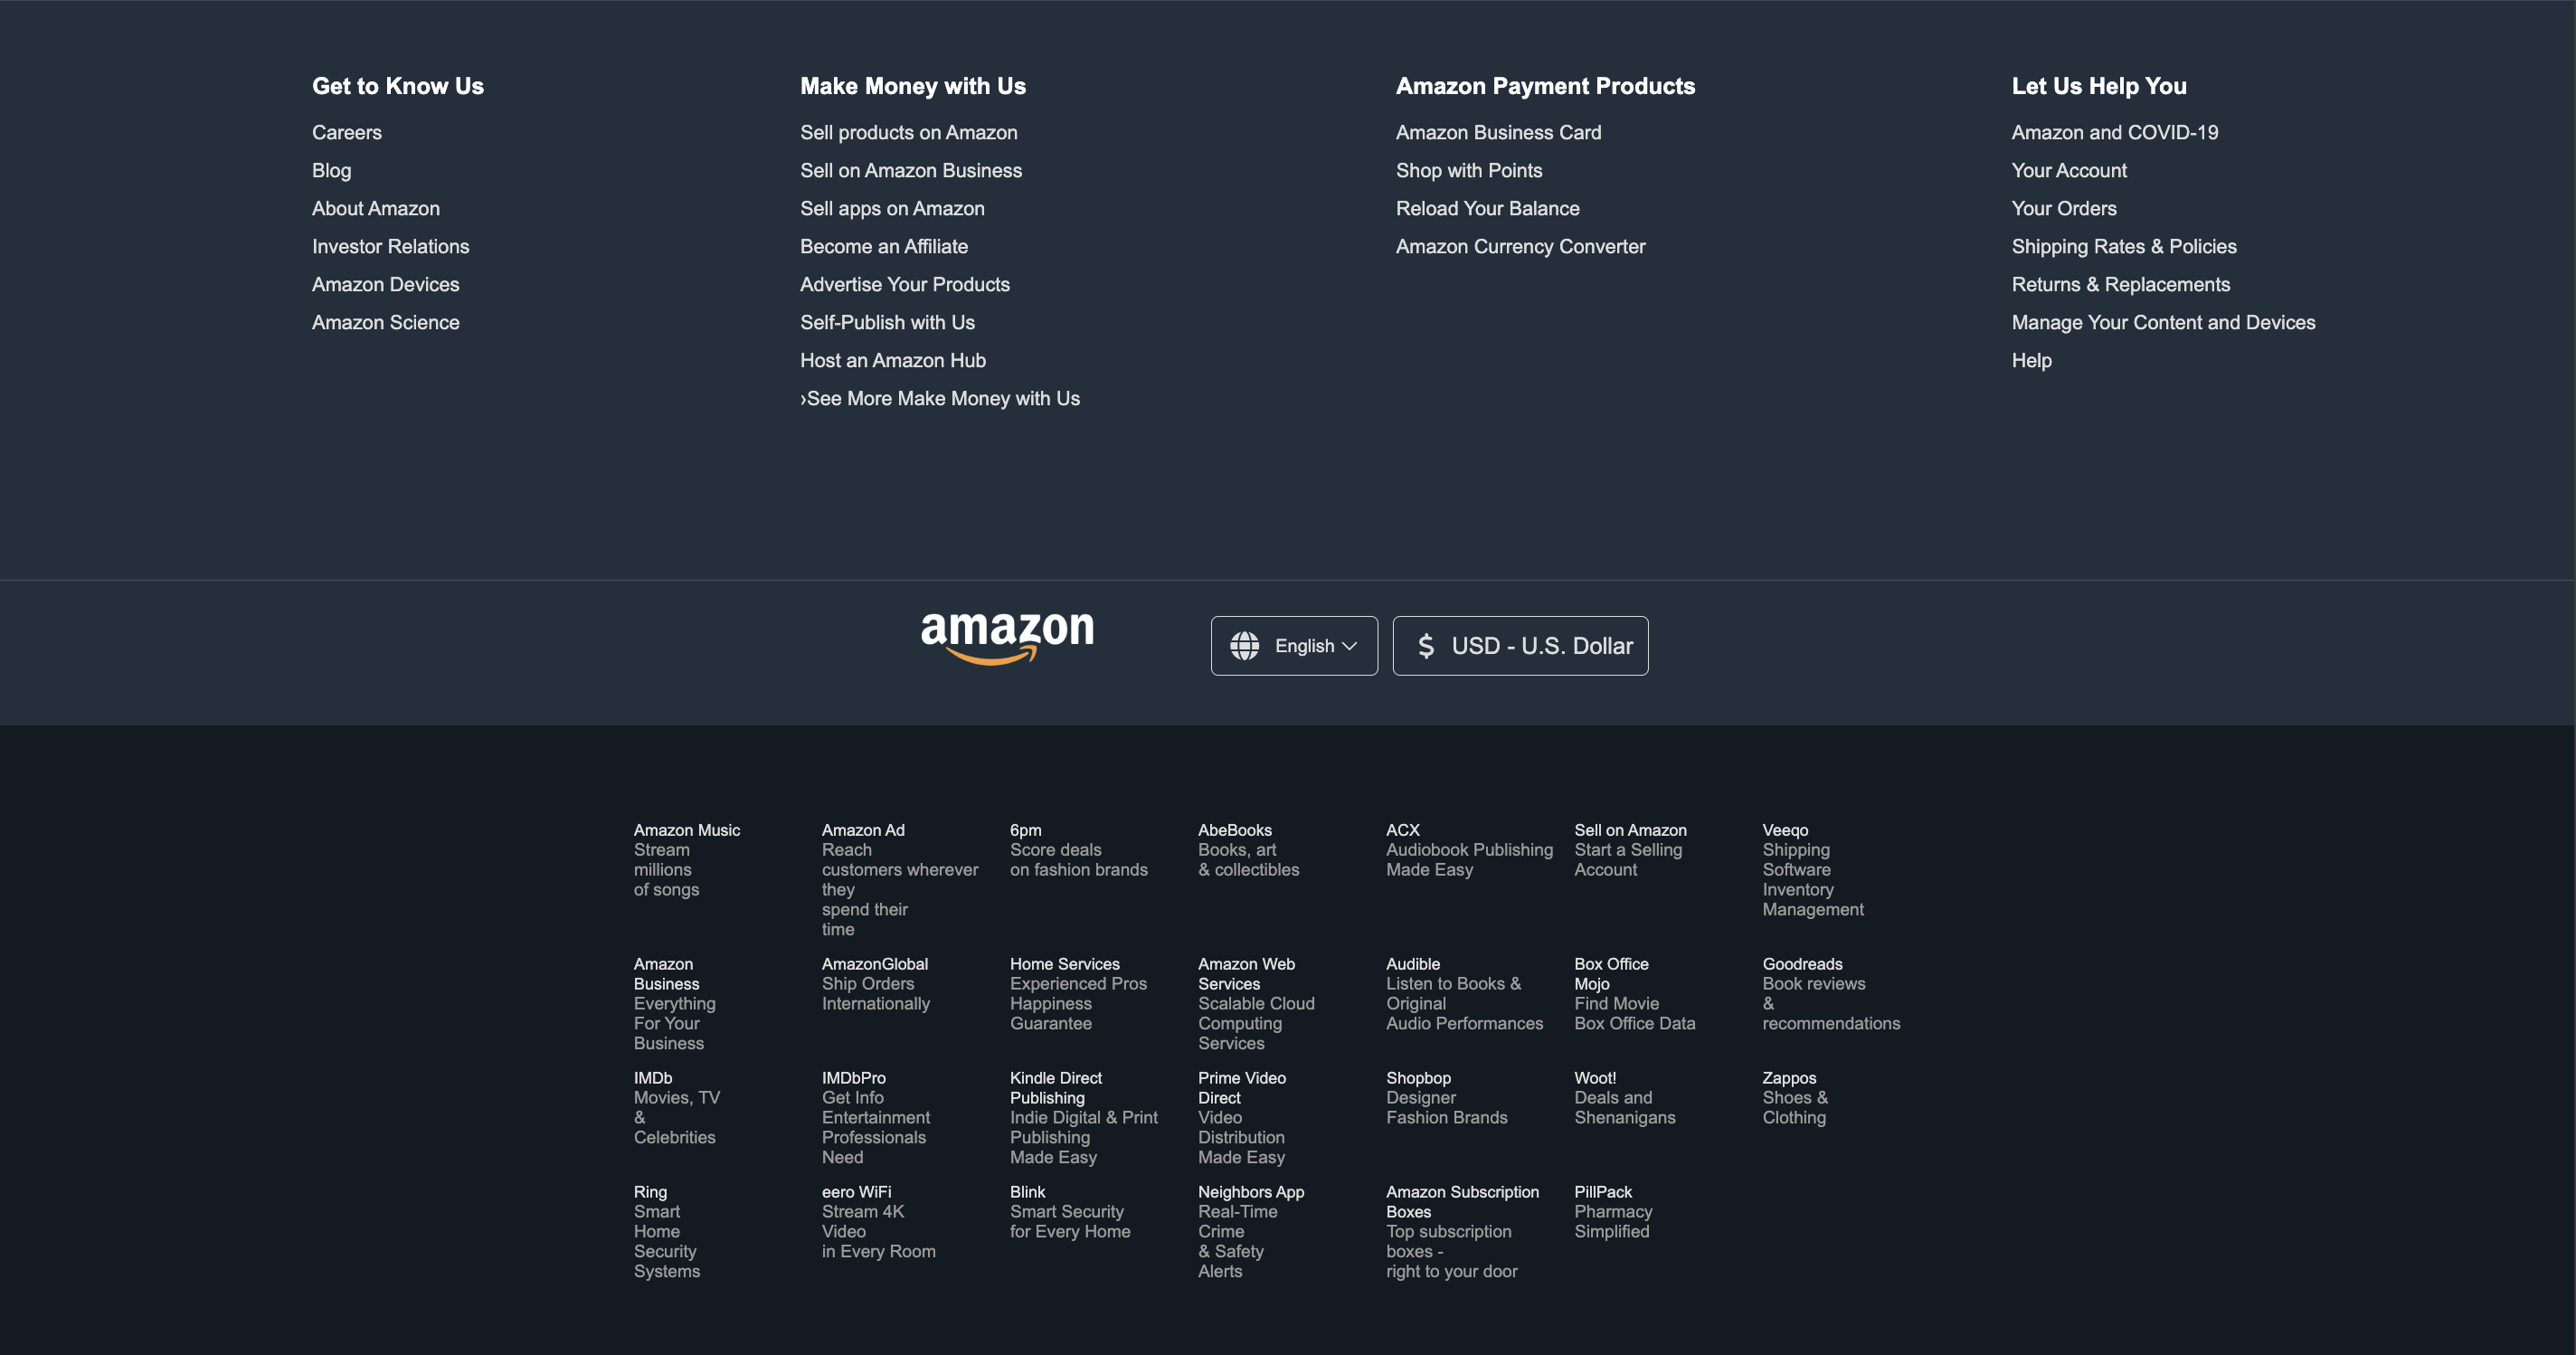 Get to Know Us
Careers
Blog
About Amazon
Investor Relations
Amazon Devices
Amazon Science
Make Money with Us
Sell products on Amazon
Sell on Amazon Business
Sell apps on Amazon
Become an Affiliate
Advertise Your Products
Self-Publish with Us
Host an Amazon Hub
›See More Make Money with Us
Amazon Payment Products
Amazon Business Card
Shop with Points
Reload Your Balance
Amazon Currency Converter
Let Us Help You
Amazon and COVID-19
Your Account
Your Orders
Shipping Rates & Policies
Returns & Replacements
Manage Your Content and Devices
Help
amazon
English
$ USD - U.S. Dollar
Amazon Music
Stream
millions
of songs
Amazon Ad
Reach
customers wherever
they
spend their
time
6pm
Score deals
on fashion brands
AbeBooks
Books, art
& collectibles
ACX
Audiobook Publishing
Made Easy
Sell on Amazon
Start a Selling
Account
Veeqo
Shipping
Software
Inventory
Management
Amazon
Business
Everything
For Your
Business
AmazonGlobal
Ship Orders
Internationally
Home Services
Experienced Pros
Happiness
Guarantee
Amazon Web
Services
Scalable Cloud
Computing
Services
Audible
Listen to Books &
Original
Audio Performances
Box Office
Mojo
Find Movie
Box Office Data
Goodreads
Book reviews
&
recommendations
IMDb
Movies, TV
&
Celebrities
IMDbPro
Get Info
Entertainment
Professionals
Need
Kindle Direct
Publishing
Indie Digital & Print
Publishing
Made Easy
Prime Video
Direct
Video
Distribution
Made Easy
Shopbop
Designer
Fashion Brands
Woot!
Deals and
Shenanigans
Zappos
Shoes &
Clothing
Ring
Smart
Home
Security
Systems
eero WiFi
Stream 4K
Video
in Every Room
Blink
Smart Security
for Every Home
Neighbors App
Real-Time
Crime
& Safety
Alerts
Amazon Subscription
Boxes
Top subscription
boxes -
right to your door
PillPack
Pharmacy
Simplified